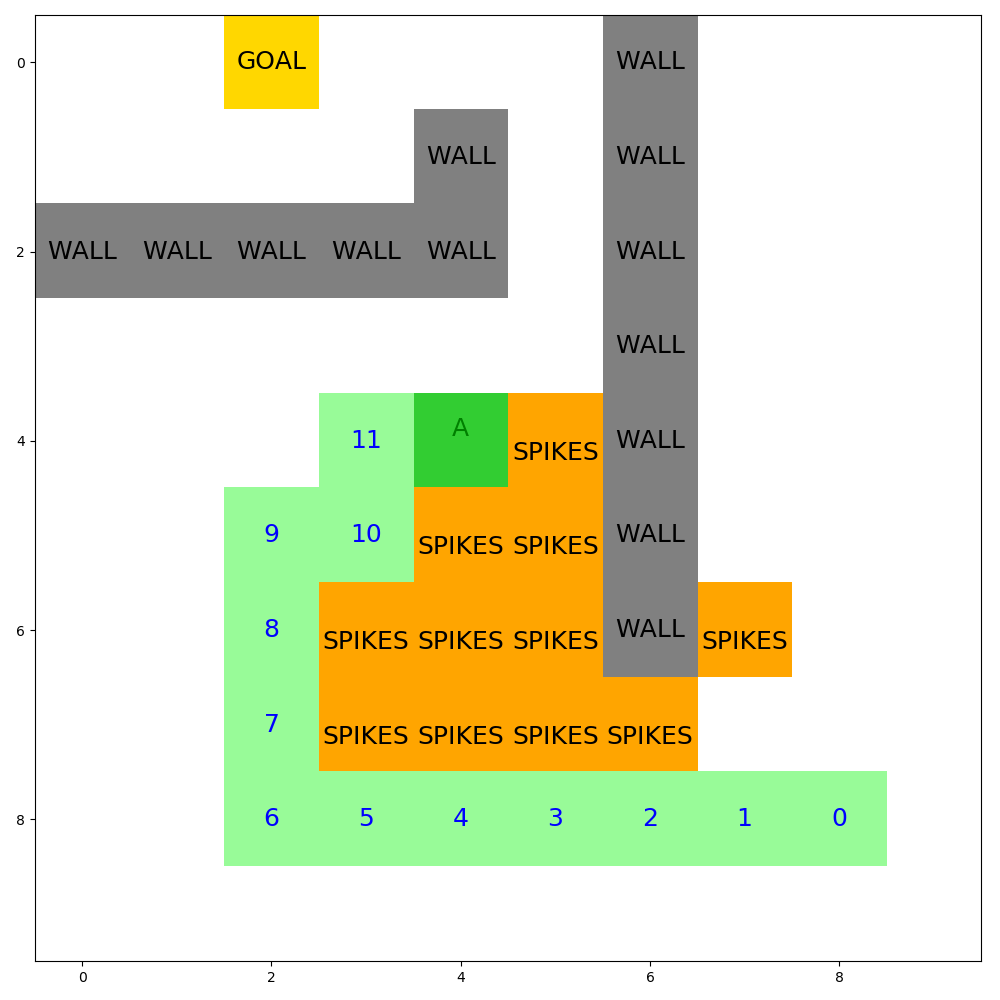 0 GOAL WALL
WALL WALL
2 WALL WALL WALL WALL WALL WALL
WALL
4 11 A SPIKES WALL
9 10 SPIKES SPIKES WALL
6 8 SPIKES SPIKES SPIKES WALL SPIKES
7 SPIKES SPIKES SPIKES SPIKES
8 6 5 4 3 2 1 0
0 2 4 6 8